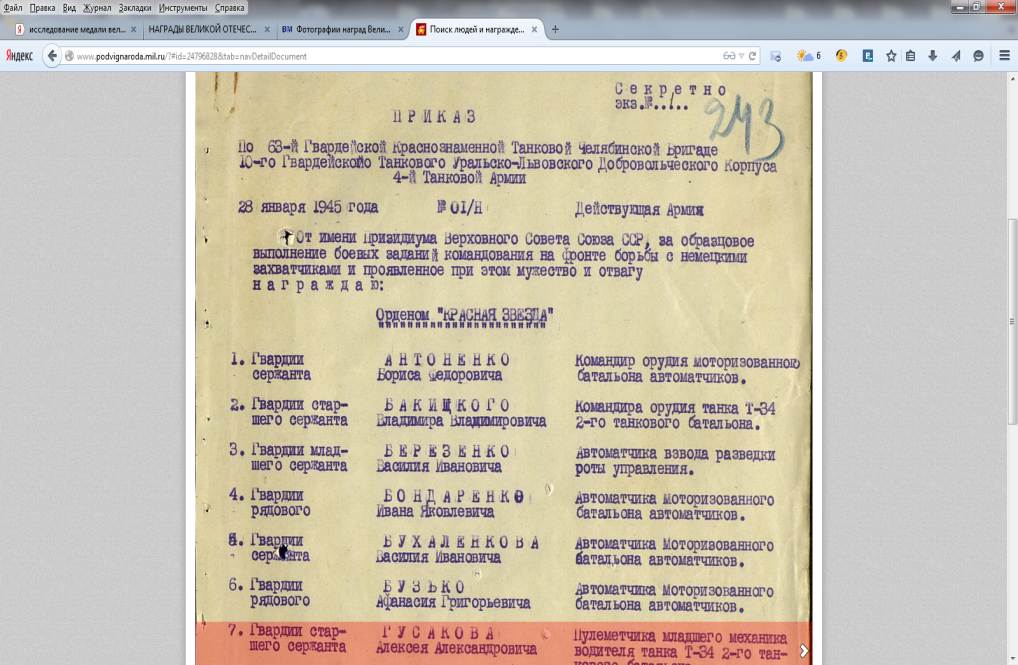 Файл Правка Вид Журнал Закладки Инструменты Справка
исследование медали вел...
НАГРАДЫ ВЕЛИКОЙ ОТЕЧЕС...
ВМ Фотографии наград Вели...
Поиск людей и награжде...
Яндекс
www.podvignaroda.mil.ru/?#id=24796828&tab=navDetailDocument
6
Секретно
экз.№../..
243
ПРИКАЗ
По 63-й Гвардейской Краснознаменной Танковой Челябинской Бригаде
10-го Гвардейскойо Танкового Уральско-Львовского Добровольческого Корпуса
4-й Танковой Армии
28 января 1945 года № 01/Н Действующая Армия
От имени Призидиума Верховного Совета Союза ССР, за образцовое
выполнение боевых заданий командования на фронте борьбы с немецкими
захватчиками и проявленное при этом мужество и отвагу
награждаю:
Орденом "КРАСНАЯ ЗВЕЗДА"
1. Гвардии АНТОНЕНКО Командир орудия моторизованною
сержанта Бориса Федоровича батальона автоматчиков.
2. Гвардии стар- БАКИЦКОГО Командира орудия танка Т-34
шего сержанта Владимира Владимировича 2-го танкового батальона.
3. Гвардии млад- БЕРЕЗЕНКО Автоматчика взвода разведки
шего сержанта Василия Ивановича роты управления.
4. Гвардии БОНДАРЕНКО Автоматчика моторизованного
рядового Ивана Яковлевича батальона автоматчиков.
5. Гвардии БУХАЛЕНКОВА Автоматчика Моторизованного
сержанта Василия Ивановича батальона автоматчиков.
6. Гвардии БУЗЬКО Автоматчика Моторизованного
рядового Афанасия Григорьевича батальона автоматчиков.
7. Гвардии стар- ГУСАКОВА Пулеметчика младшего механика
шего сержанта Алексея Александровича водителя танка Т-34 2-го тан-